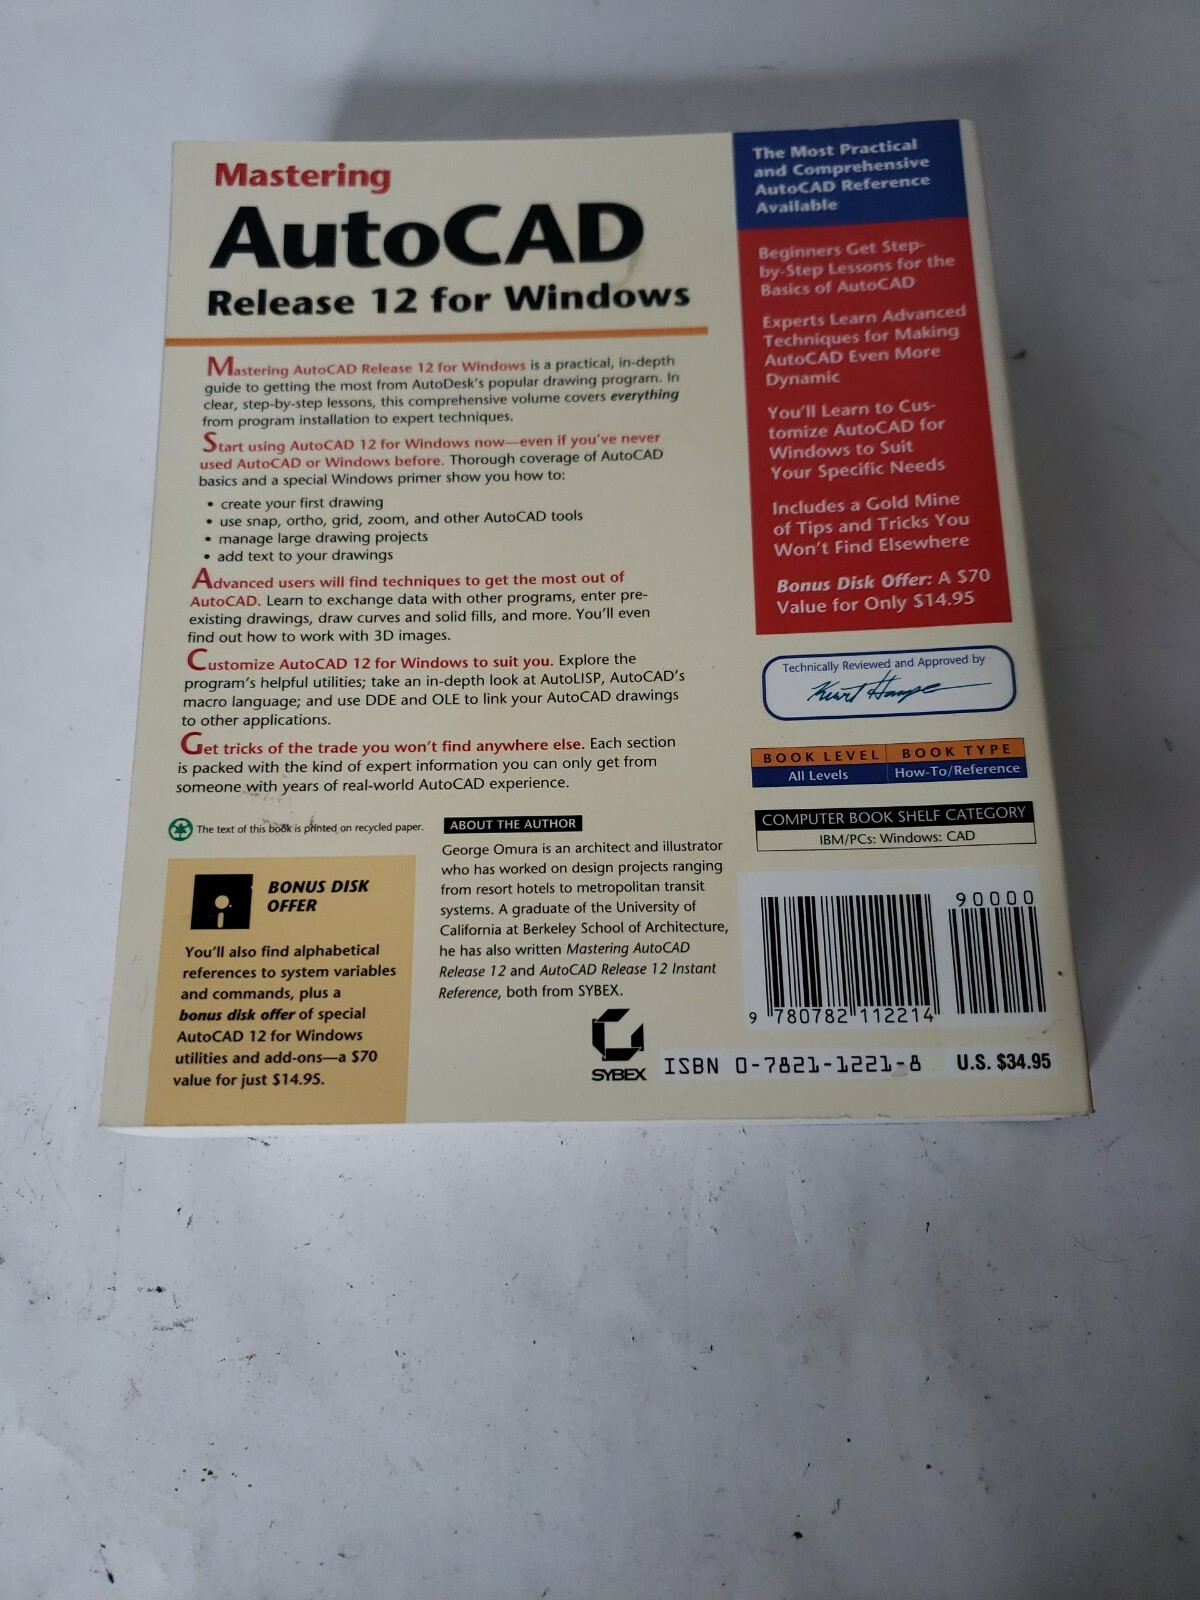 Mastering
AutoCAD
Release 12 for Windows
Mastering AutoCAD Release 12 for Windows is a practical, in-depth
guide to getting the most from AutoDesk's popular drawing program. In
clear, step-by-step lessons, this comprehensive volume covers everything
from program installation to expert techniques.
Start using AutoCAD 12 for Windows now—even if you've never
used AutoCAD or Windows before. Thorough coverage of AutoCAD
basics and a special Windows primer show you how to:
• create your first drawing
• use snap, ortho, grid, zoom, and other AutoCAD tools
• manage large drawing projects
• add text to your drawings
Advanced users will find techniques to get the most out of
AutoCAD. Learn to exchange data with other programs, enter pre-
existing drawings, draw curves and solid fills, and more. You'll even
find out how to work with 3D images.
Customize AutoCAD 12 for Windows to suit you. Explore the
program's helpful utilities; take an in-depth look at AutoLISP, AutoCAD's
macro language; and use DDE and OLE to link your AutoCAD drawings
to other applications.
Get tricks of the trade you won't find anywhere else. Each section
is packed with the kind of expert information you can only get from
someone with years of real-world AutoCAD experience.
The text of this book is printed on recycled paper.
BONUS DISK
OFFER
You'll also find alphabetical
references to system variables
and commands, plus a
bonus disk offer of special
AutoCAD 12 for Windows
utilities and add-ons—a $70
value for just $14.95.
ABOUT THE AUTHOR
George Omura is an architect and illustrator
who has worked on design projects ranging
from resort hotels to metropolitan transit
systems. A graduate of the University of
California at Berkeley School of Architecture,
he has also written Mastering AutoCAD
Release 12 and AutoCAD Release 12 Instant
Reference, both from SYBEX.
SYBEX
The Most Practical
and Comprehensive
AutoCAD Reference
Available
Beginners Get Step-
by-Step Lessons for the
Basics of AutoCAD
Experts Learn Advanced
Techniques for Making
AutoCAD Even More
Dynamic
You'll Learn to Cus-
tomize AutoCAD for
Windows to Suit
Your Specific Needs
Includes a Gold Mine
of Tips and Tricks You
Won't Find Elsewhere
Bonus Disk Offer: A $70
Value for Only $14.95
Technically Reviewed and Approved by
BOOK LEVEL BOOK TYPE
All Levels How-To/Reference
COMPUTER BOOK SHELF CATEGORY
IBM/PCs: Windows: CAD
90000
9 780782 112214
ISBN 0-7821-1221-8 U.S. $34.95